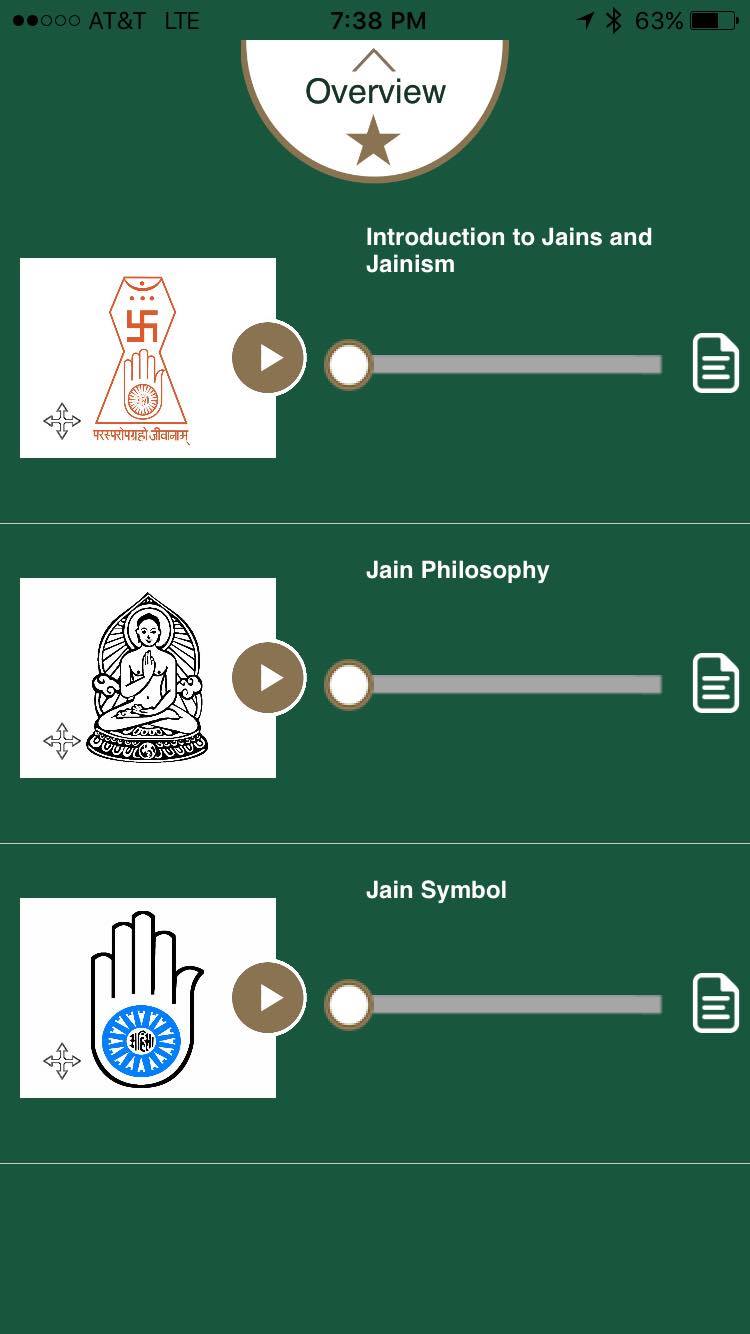 AT&T LTE 7:38 PM 63%
Overview
Introduction to Jains and
Jainism
परस्परोपग्रहो जीवानाम्
Jain Philosophy
Jain Symbol
अहिंसा